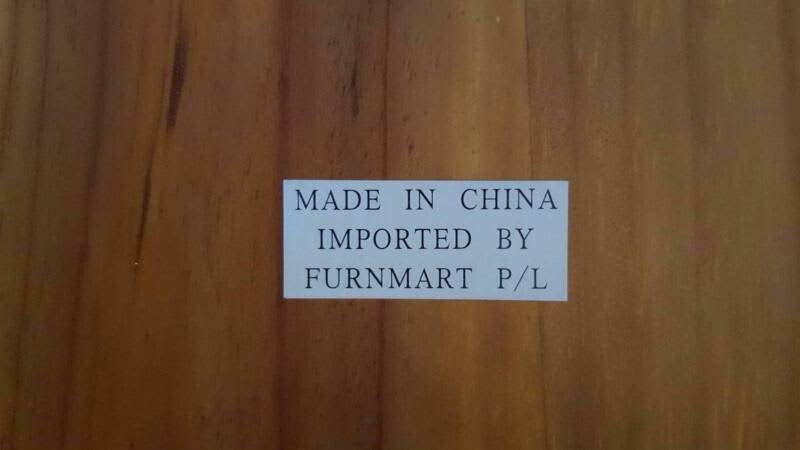 MADE IN CHINA
IMPORTED BY
FURNMART P/L